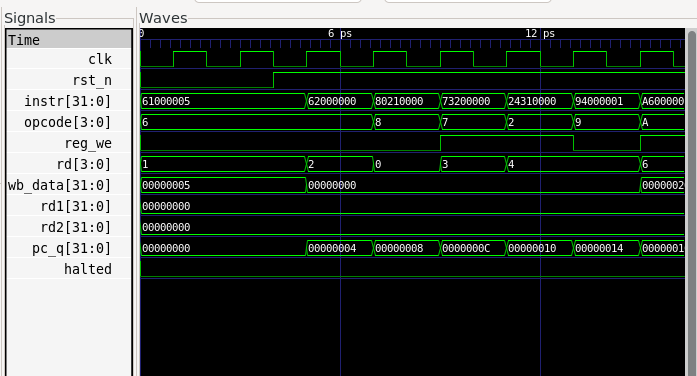 Signals Waves
Time 0 6 ps 12 ps
clk
rst_n
instr[31:0] 61000005 62000000 80210000 73200000 24310000 94000001 A600000
opcode[3:0] 6 8 7 2 9 A
reg_we
rd[3:0] 1 2 0 3 4 6
wb_data[31:0] 00000005 00000000 0000002
rd1[31:0] 00000000
rd2[31:0] 00000000
pc_q[31:0] 00000000 00000004 00000008 0000000C 00000010 00000014 0000001
halted